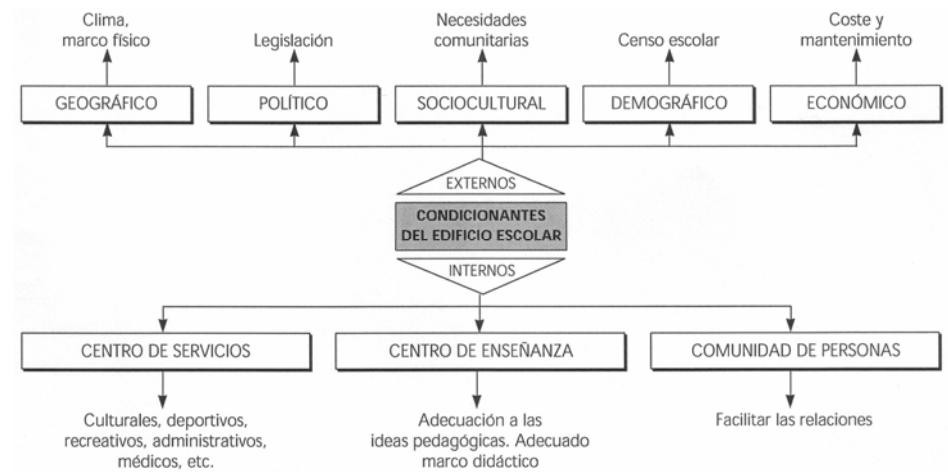 Clima,
marco físico
Legislación
Necesidades
comunitarias
Censo escolar
Coste y
mantenimiento
GEOGRÁFICO
POLÍTICO
SOCIOCULTURAL
DEMOGRÁFICO
ECONÓMICO
EXTERNOS
CONDICIONANTES
DEL EDIFICIO ESCOLAR
INTERNOS
CENTRO DE SERVICIOS
CENTRO DE ENSEÑANZA
COMUNIDAD DE PERSONAS
Culturales, deportivos,
recreativos, administrativos,
médicos, etc.
Adecuación a las
ideas pedagógicas. Adecuado
marco didáctico
Facilitar las relaciones